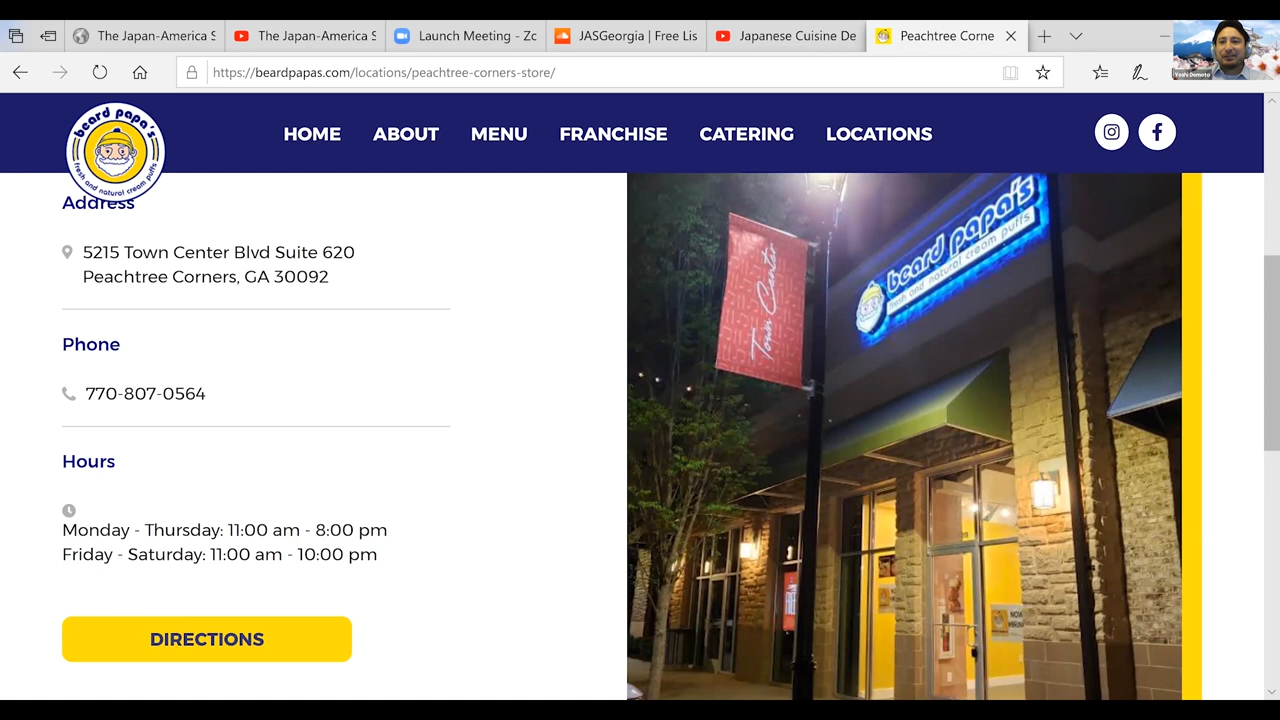 The Japan-America S
The Japan-America S
Launch Meeting - Zc
JASGeorgia | Free Lis
Japanese Cuisine De
Peachtree Corne
https://beardpapas.com/locations/peachtree-corners-store/
Yoshi Domoto
beard papa's
fresh and natural cream puffs
HOME
ABOUT
MENU
FRANCHISE
CATERING
LOCATIONS
Address
5215 Town Center Blvd Suite 620
Peachtree Corners, GA 30092
Phone
770-807-0564
Hours
Monday - Thursday: 11:00 am - 8:00 pm
Friday - Saturday: 11:00 am - 10:00 pm
DIRECTIONS
Town Center
beard papa's
fresh and natural cream puffs
NOW
HIRING